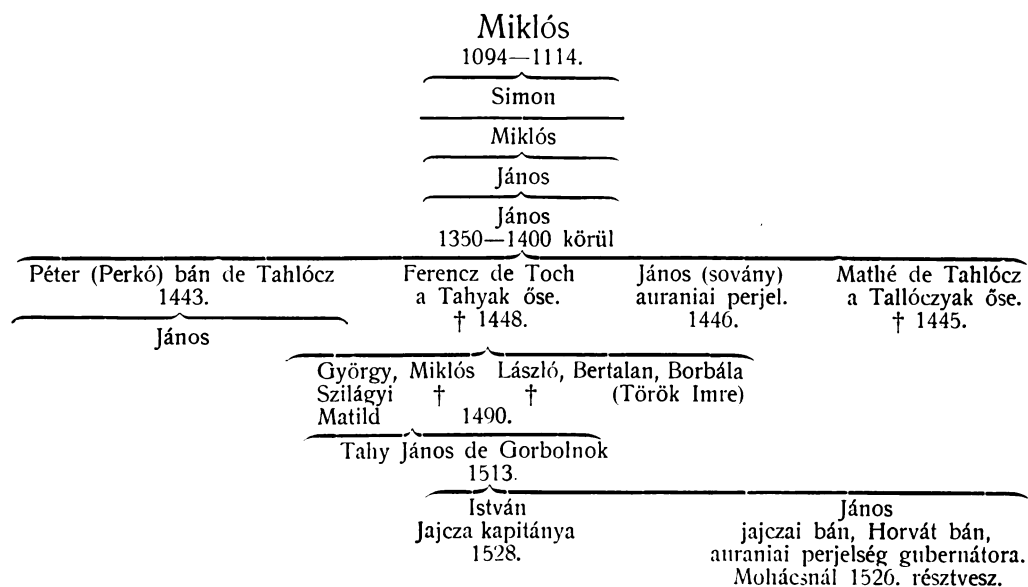 Miklós
1094—1114.
Simon
Miklós
János
János
1350—1400 körül
Péter (Perkó) bán de Tahlócz
1443.
János
Ferencz de Toch
a Tahyak őse.
† 1448.
János (sovány)
auraniai perjel.
1446.
Mathé de Tahlócz
a Tallóczyak őse.
† 1445.
György, Miklós László, Bertalan, Borbála
Szilágyi † † (Török Imre)
Matild 1490.
Tahy János de Gorbolnok
1513.
István
Jajcza kapitánya
1528.
János
jajczai bán, Horvát bán,
auraniai perjelség gubernátora.
Mohácsnál 1526. résztvesz.